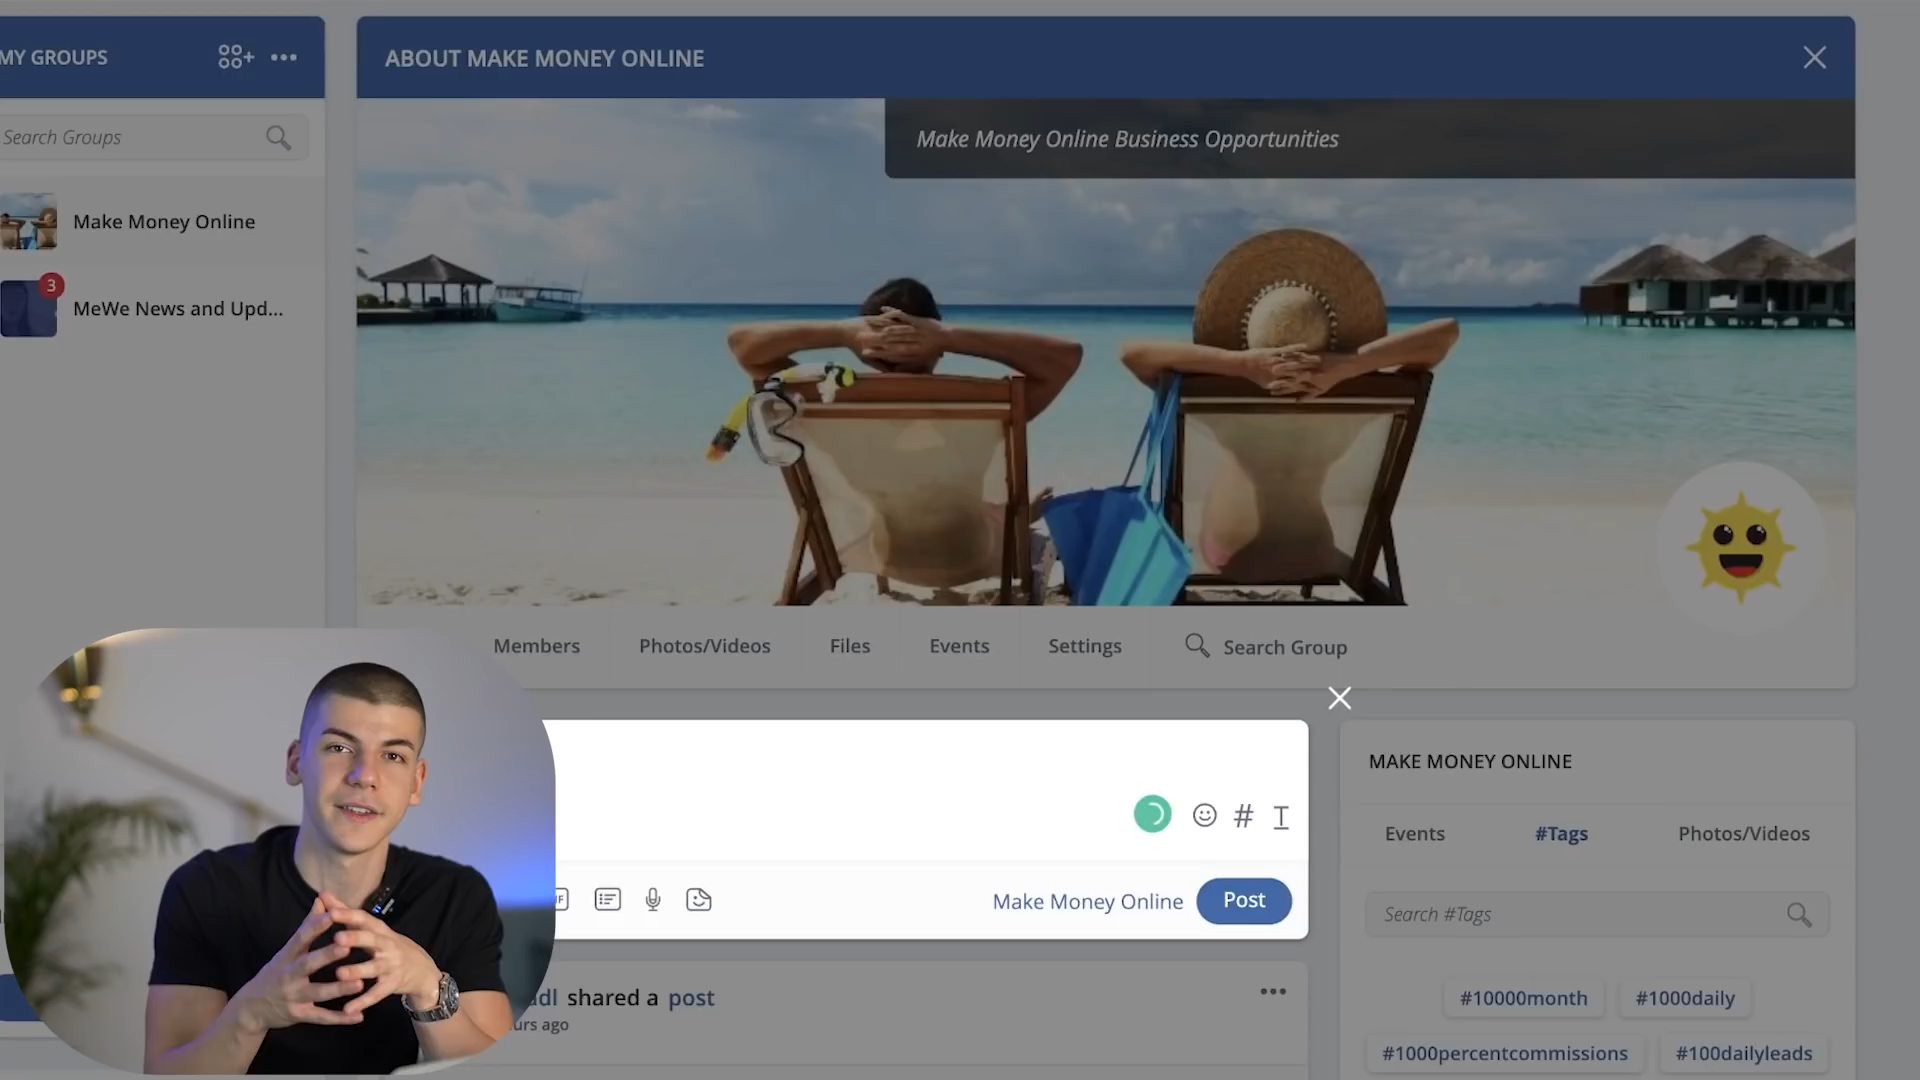 MY GROUPS
Search Groups
Make Money Online
3
MeWe News and Upd...
ABOUT MAKE MONEY ONLINE
Make Money Online Business Opportunities
Members
Photos/Videos
Files
Events
Settings
Search Group
Make Money Online
Post
shared a post
ago
MAKE MONEY ONLINE
Events
#Tags
Photos/Videos
Search #Tags
#10000month
#1000daily
#1000percentcommissions
#100dailyleads